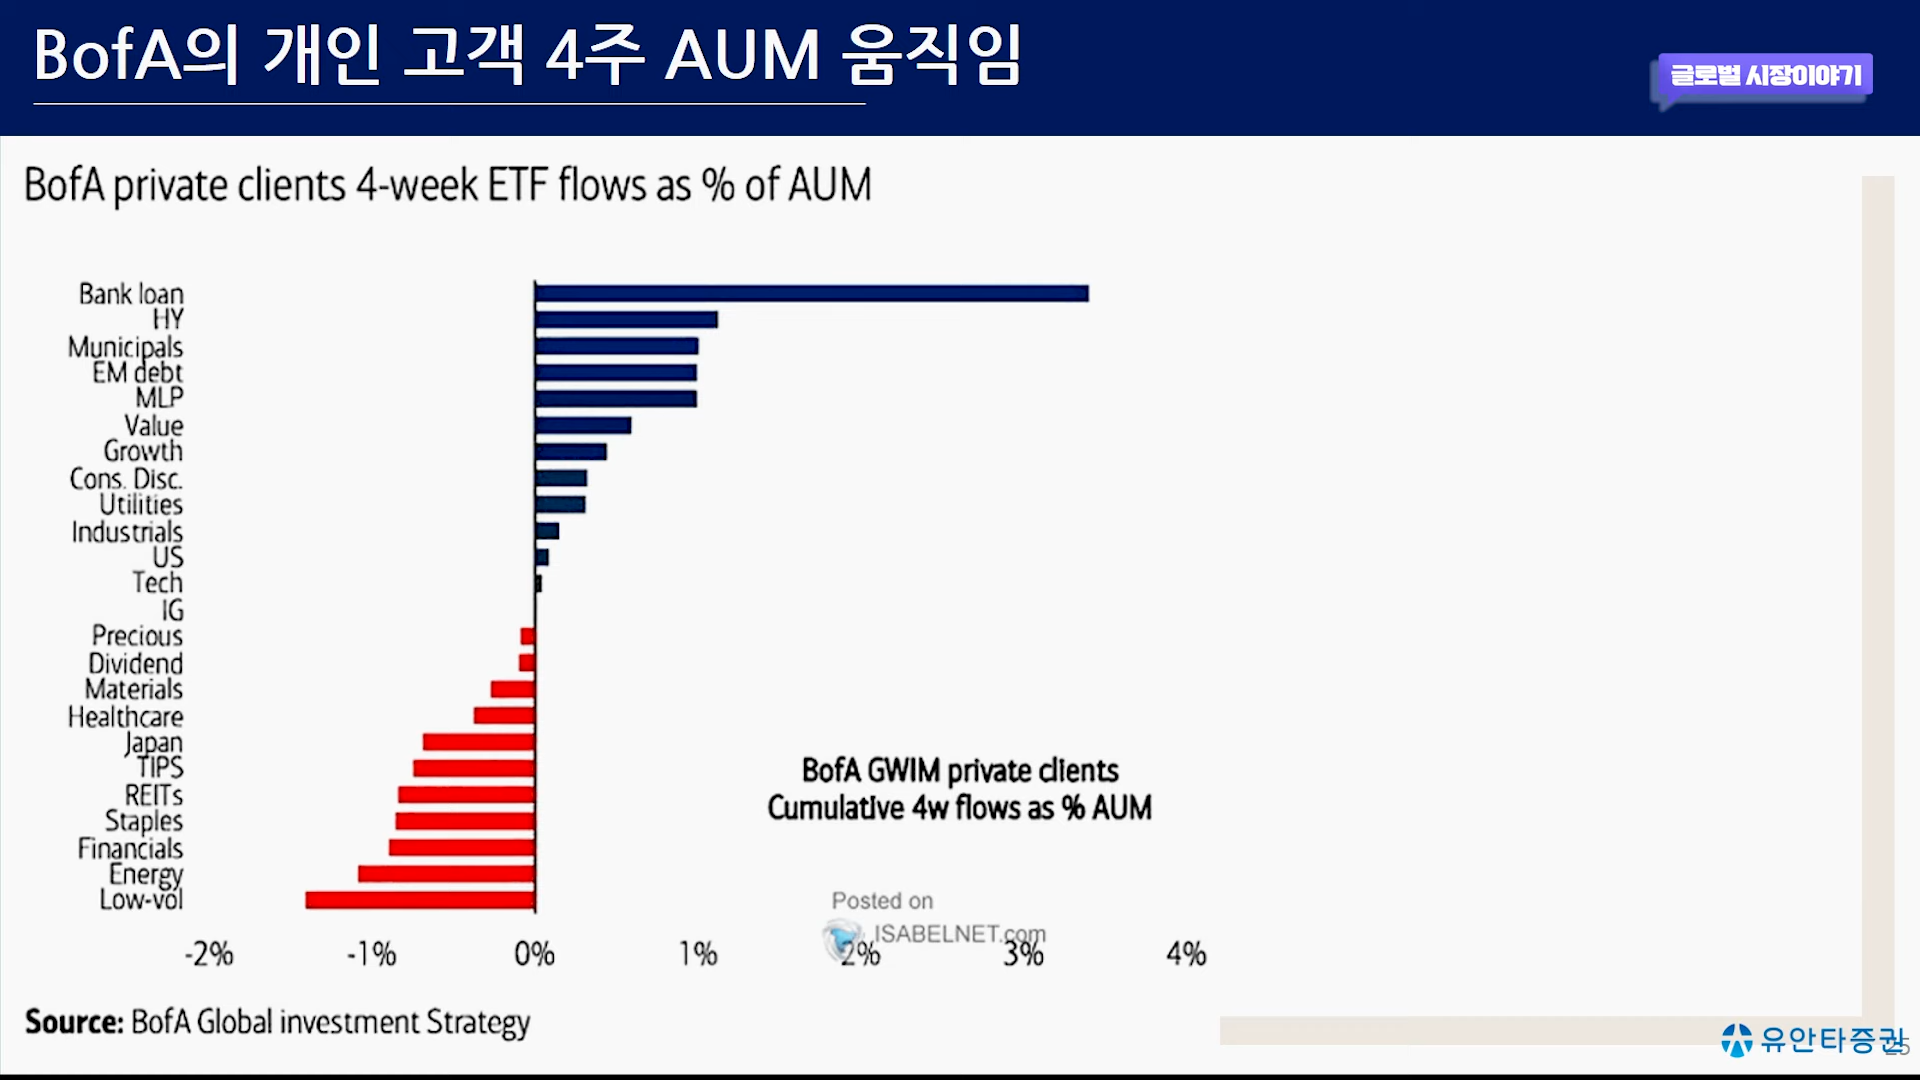 BofA의 개인 고객 4주 AUM 움직임
글로벌 시장이야기
BofA private clients 4-week ETF flows as % of AUM
Bank loan
HY
Municipals
EM debt
MLP
Value
Growth
Cons. Disc.
Utilities
Industrials
US
Tech
IG
Precious
Dividend
Materials
Healthcare
Japan
TIPS
REITs
Staples
Financials
Energy
Low-vol
BofA GWIM private clients
Cumulative 4w flows as % AUM
Posted on
ISABELNET.com
-2% -1% 0% 1% 2% 3% 4%
Source: BofA Global investment Strategy
유안타증권
25